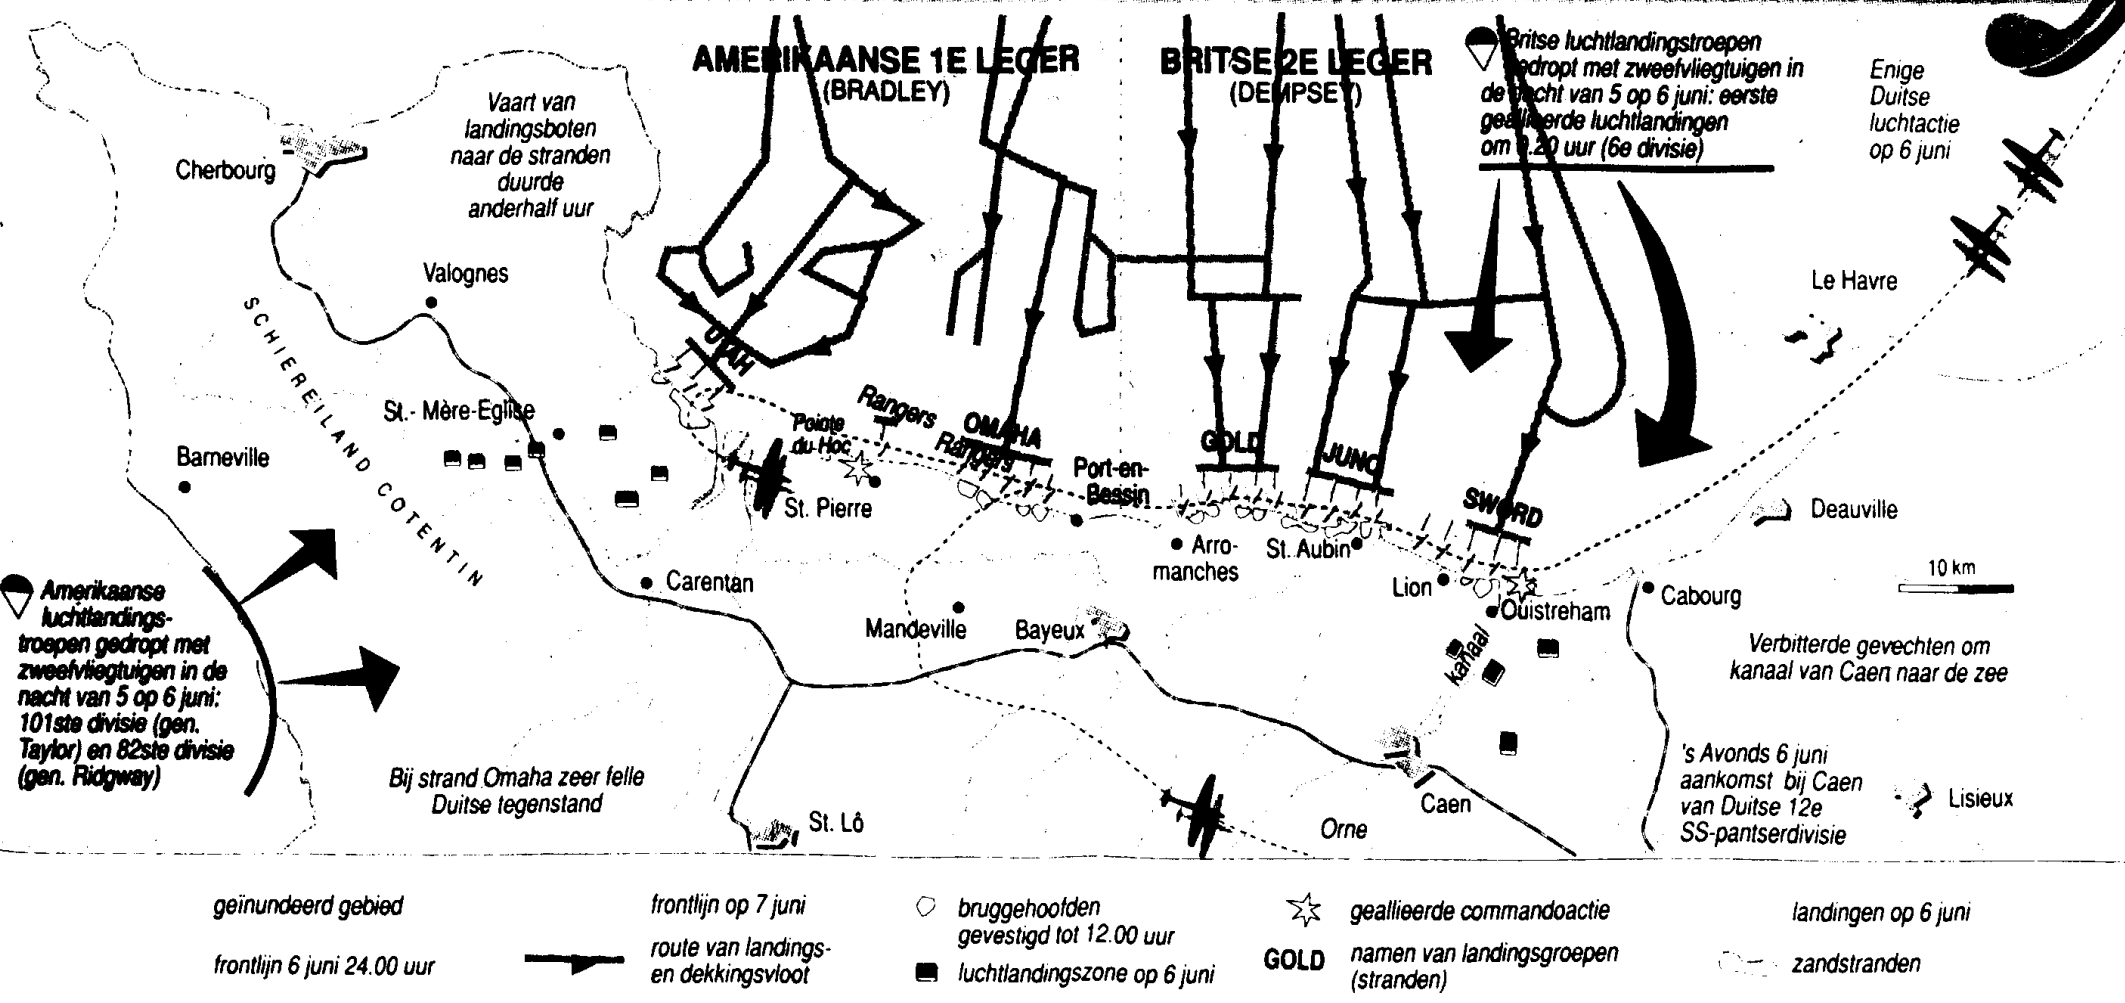 AMERIKAANSE 1E LEGER
(BRADLEY)
BRITSE 2E LEGER
(DEMPSEY)
Britse luchtlandingstroepen
gedropt met zweefvliegtuigen in
de nacht van 5 op 6 juni: eerste
geallieerde luchtlandingen
om 0.20 uur (6e divisie)
Enige
Duitse
luchtactie
op 6 juni
Vaart van
landingsboten
naar de stranden
duurde
anderhalf uur
Cherbourg
Valognes
SCHIEREILAND COTENTIN
Le Havre
UTAH
St.- Mère-Eglise
Barneville
Pointe
du Hoc
Rangers
OMAHA
Rangers
St. Pierre
Port-en-
Bessin
GOLD
JUNO
SWORD
Deauville
Arro-
manches
St. Aubin
Lion
Ouistreham
Cabourg
10 km
Carentan
Mandeville
Bayeux
kanaal
Verbitterde gevechten om
kanaal van Caen naar de zee
Amerikaanse
luchtlandings-
troepen gedropt met
zweefvliegtuigen in de
nacht van 5 op 6 juni:
101ste divisie (gen.
Taylor) en 82ste divisie
(gen. Ridgway)
Bij strand Omaha zeer felle
Duitse tegenstand
St. Lô
Caen
Orne
's Avonds 6 juni
aankomst bij Caen
van Duitse 12e
SS-pantserdivisie
Lisieux
geïnundeerd gebied
frontlijn 6 juni 24.00 uur
frontlijn op 7 juni
route van landings-
en dekkingsvloot
bruggehoofden
gevestigd tot 12.00 uur
luchtlandingszone op 6 juni
geallieerde commandoactie
GOLD namen van landingsgroepen
(stranden)
landingen op 6 juni
zandstranden